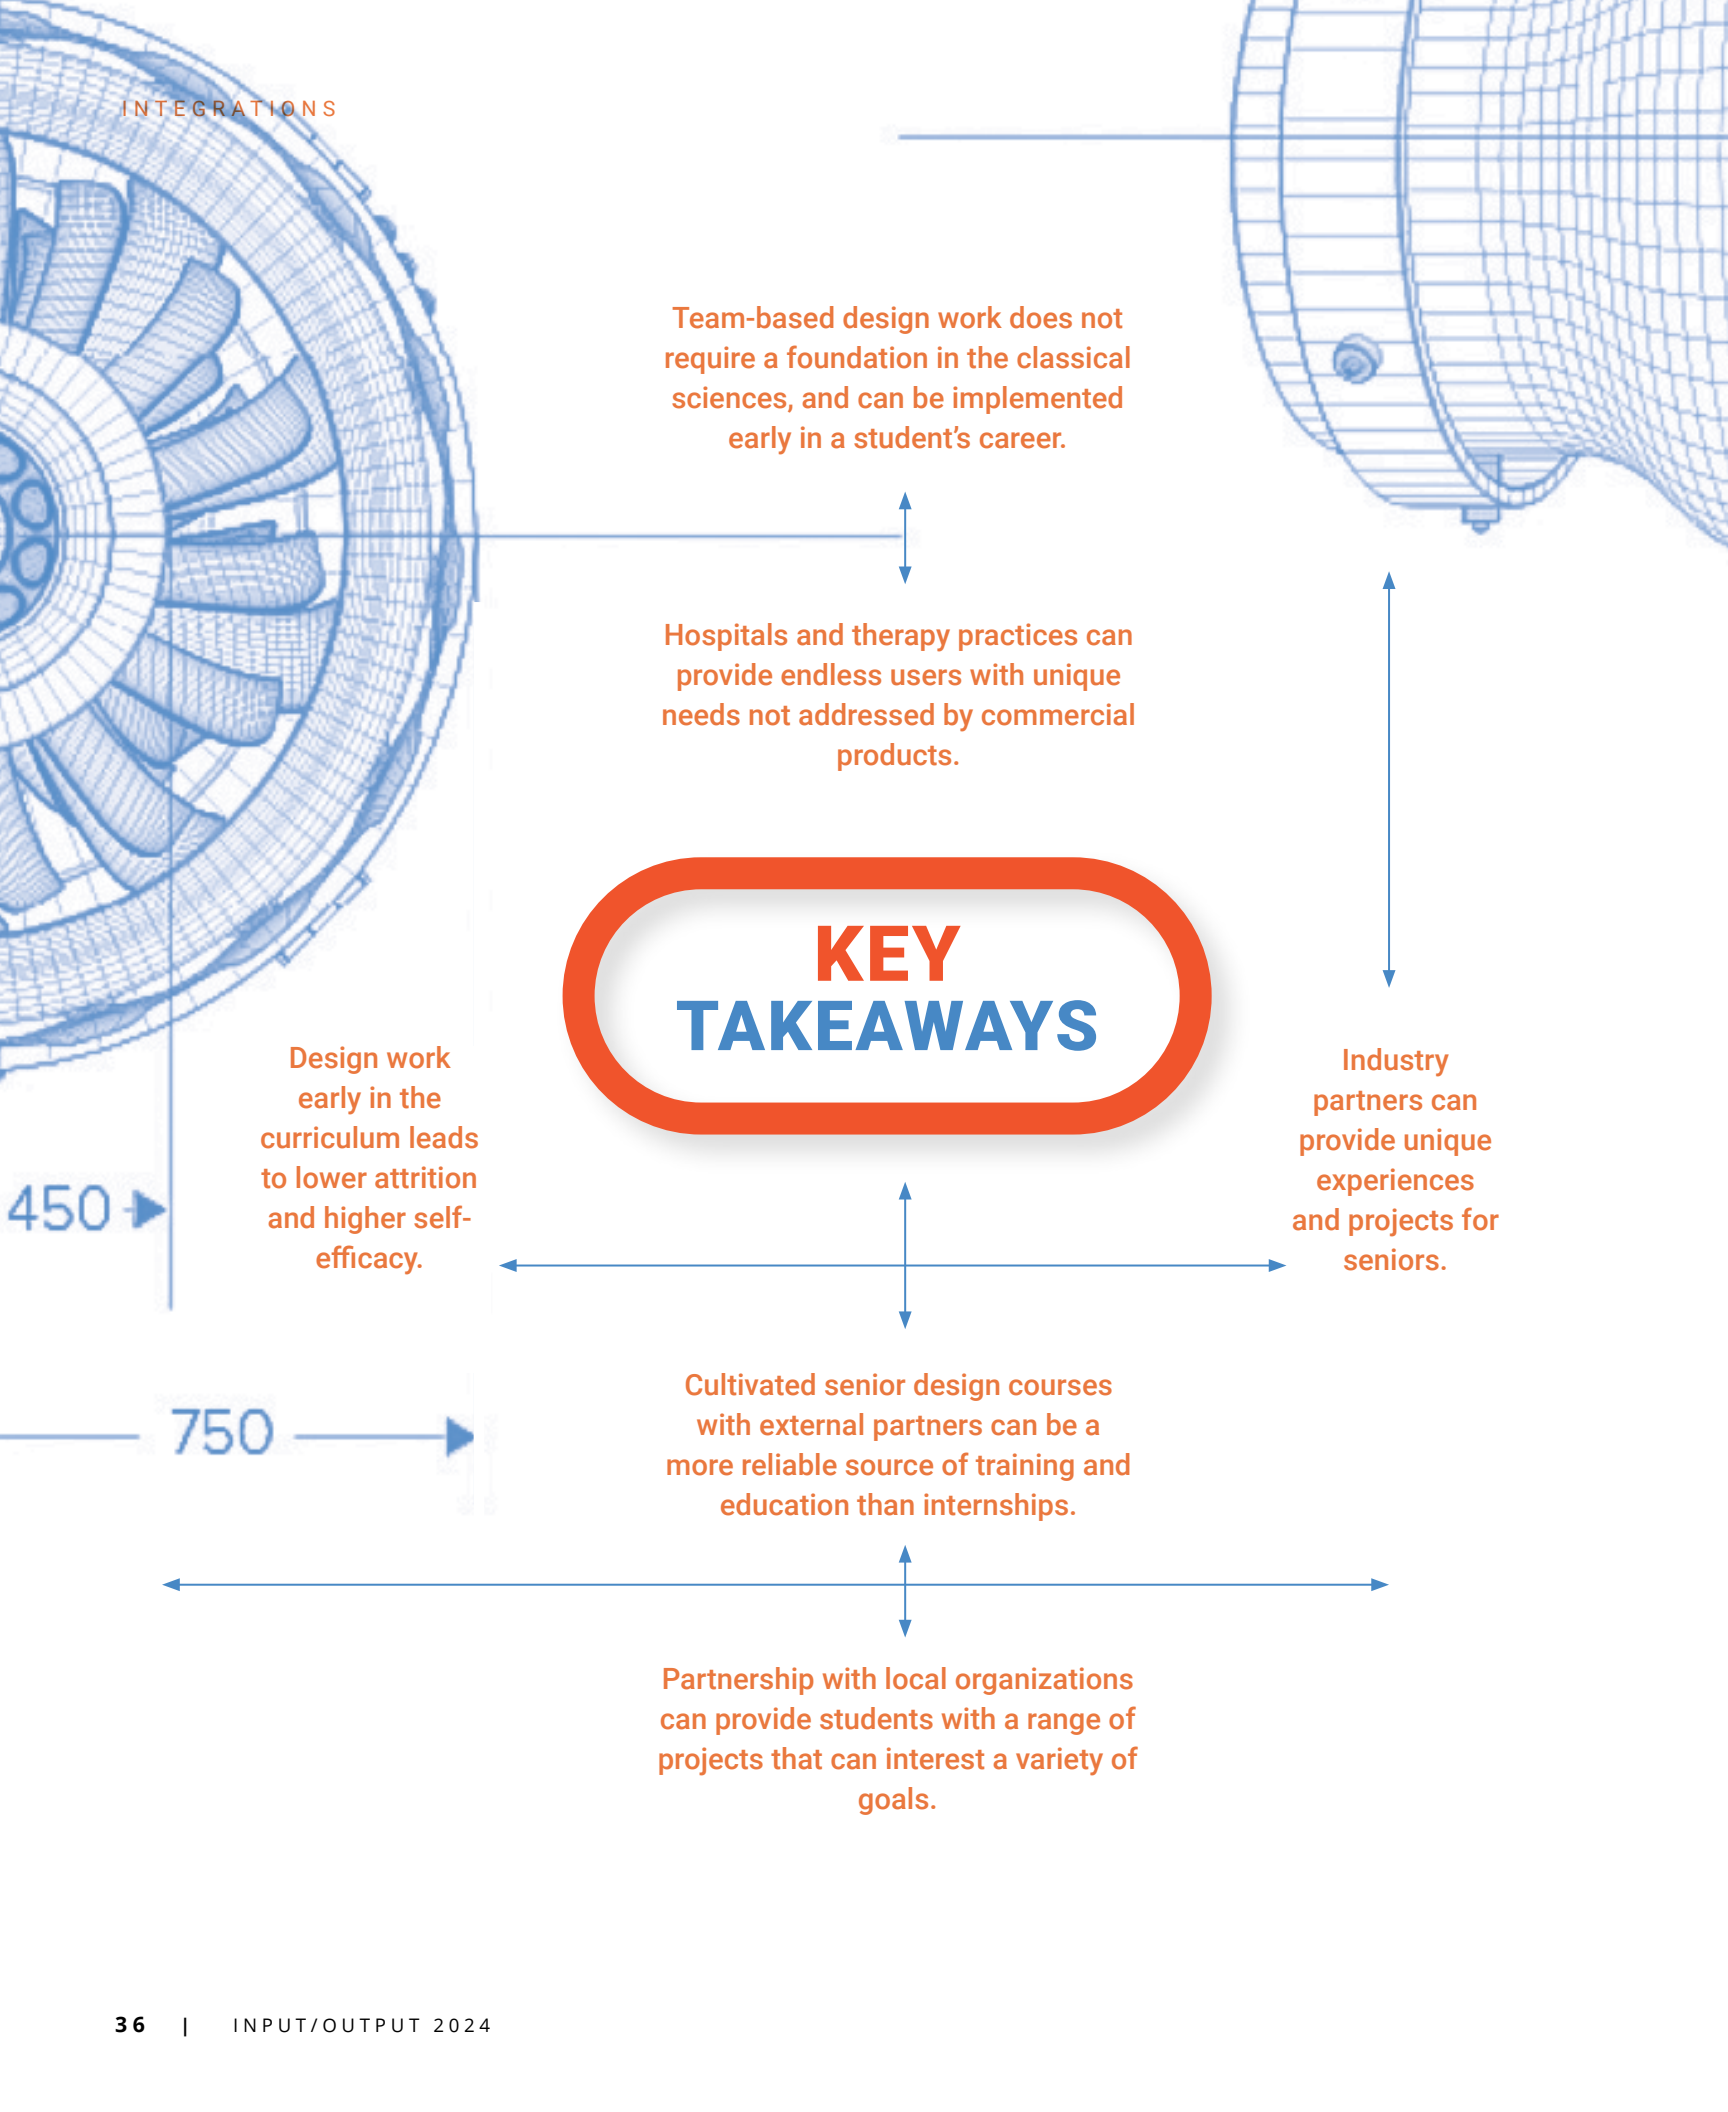 INTEGRATIONS
Team-based design work does not
require a foundation in the classical
sciences, and can be implemented
early in a student’s career.
Hospitals and therapy practices can
provide endless users with unique
needs not addressed by commercial
products.
KEY
TAKEAWAYS
Design work
early in the
curriculum leads
to lower attrition
and higher self-
efficacy.
Industry
partners can
provide unique
experiences
and projects for
seniors.
450
750
Cultivated senior design courses
with external partners can be a
more reliable source of training and
education than internships.
Partnership with local organizations
can provide students with a range of
projects that can interest a variety of
goals.
36 | INPUT/OUTPUT 2024